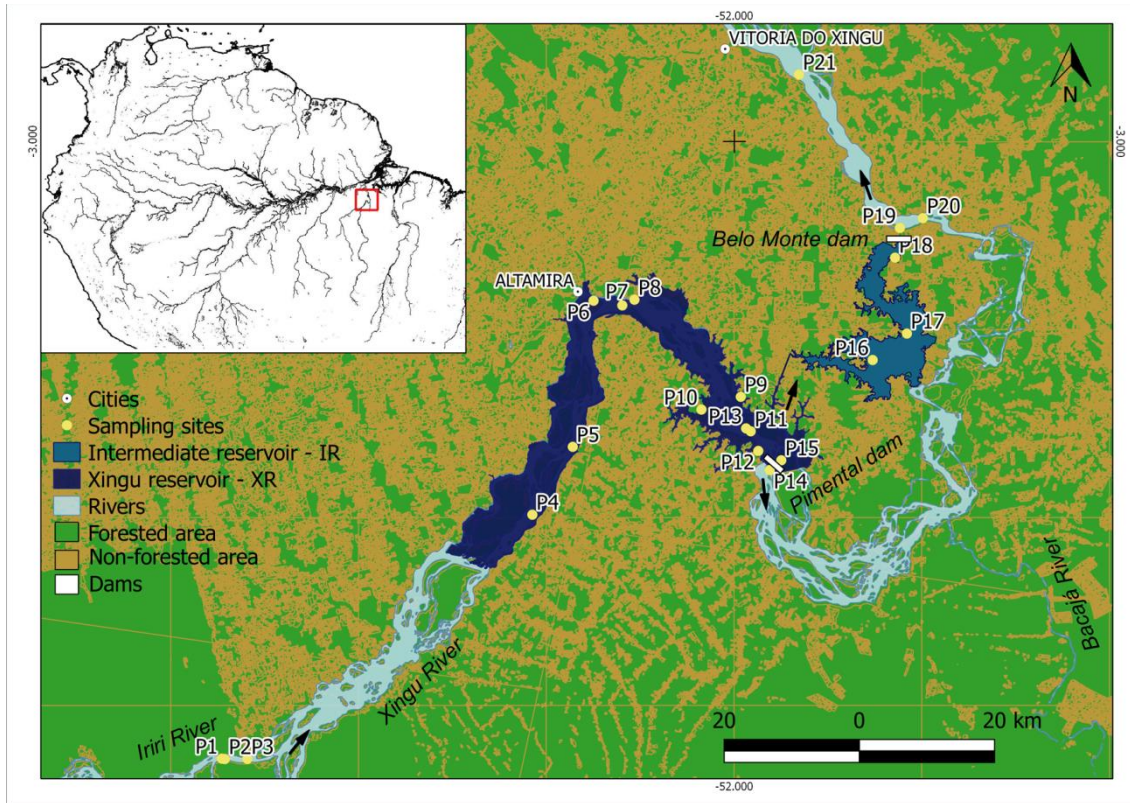 -52.000
VITORIA DO XINGU
P21
N
-3.000
-3.000
P19
P20
Belo Monte dam
P18
ALTAMIRA
P7
P8
P6
P17
P16
Cities
Sampling sites
Intermediate reservoir - IR
Xingu reservoir - XR
Rivers
Forested area
Non-forested area
Dams
P9
P10
P13
P11
P5
P12
P15
P14
Pimental dam
P4
Bacajá River
Xingu River
Iriri River
P1
P2
P3
20
0
20 km
-52.000